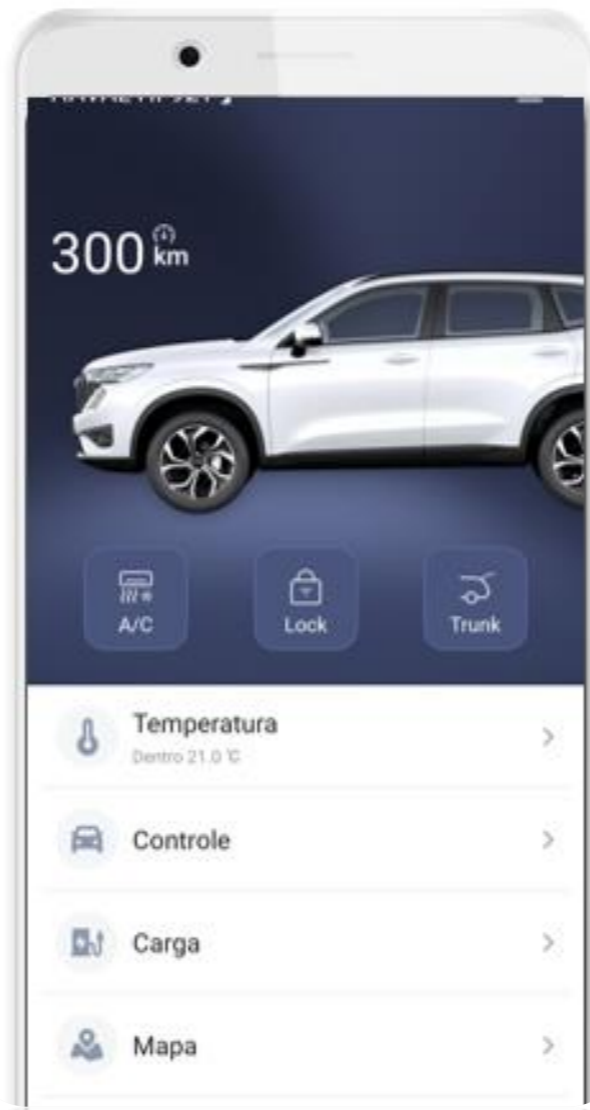 300 km
A/C
Lock
Trunk
Temperatura
Dentro 21.0 °C
Controle
Carga
Mapa